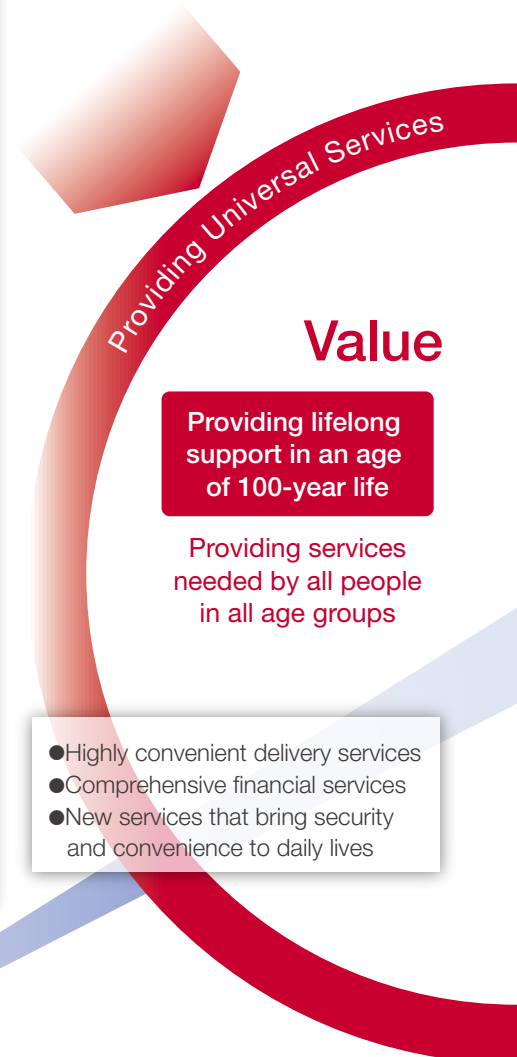 Providing Universal Services
Value
Providing lifelong
support in an age
of 100-year life
Providing services
needed by all people
in all age groups
●Highly convenient delivery services
●Comprehensive financial services
●New services that bring security
and convenience to daily lives